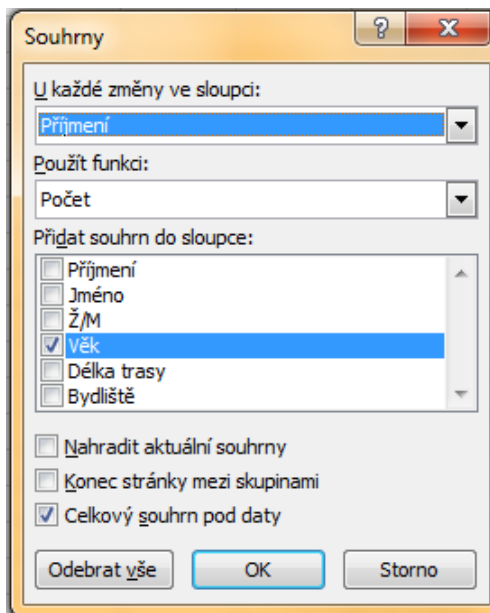 Souhrny
U každé změny ve sloupci:
Příjmení
Použít funkci:
Počet
Přidat souhrn do sloupce:
Příjmení
Jméno
Ž/M
Věk
Délka trasy
Bydliště
Nahradit aktuální souhrny
Konec stránky mezi skupinami
Celkový souhrn pod daty
Odebrat vše OK Storno